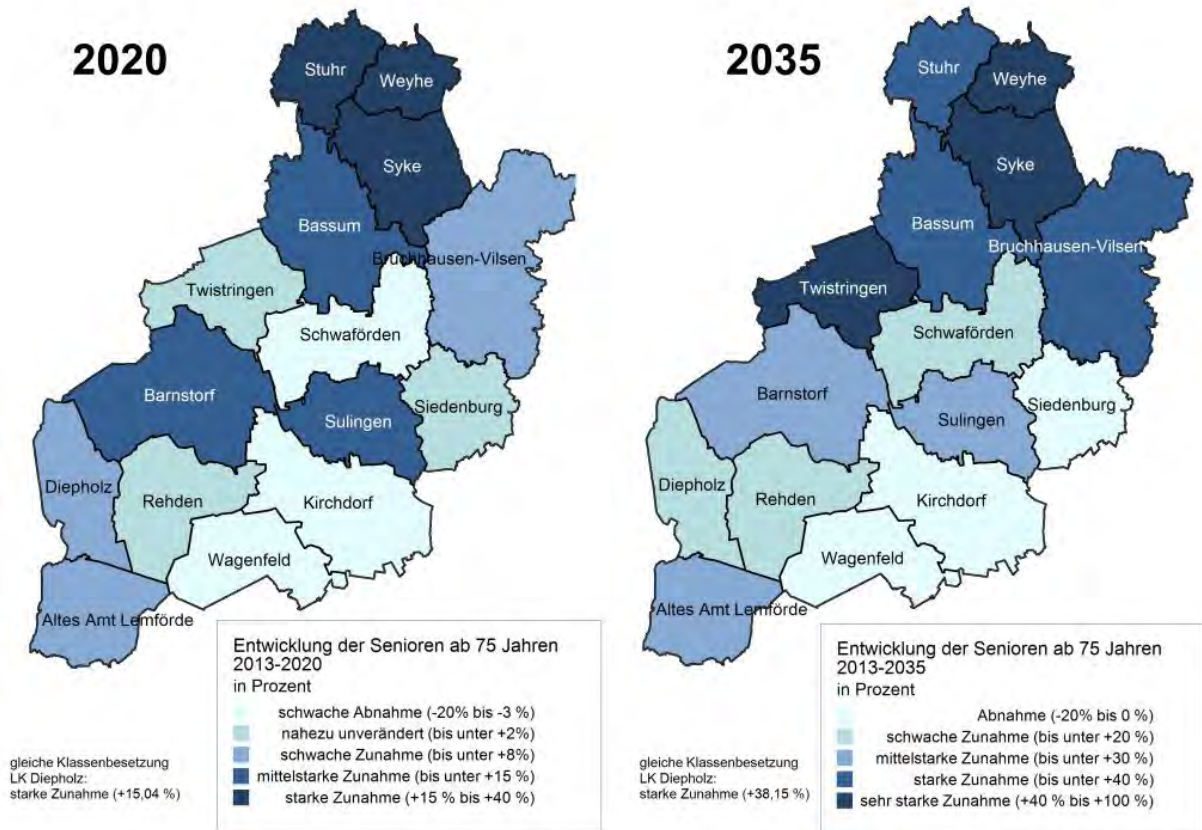 2020
Stuhr
Weyhe
Syke
Bassum
Bruchhausen-Vilsen
Twistringen
Schwaförden
Barnstorf
Sulingen
Siedenburg
Diepholz
Rehden
Kirchdorf
Wagenfeld
Altes Amt Lemförde
Entwicklung der Senioren ab 75 Jahren
2013-2020
in Prozent
schwache Abnahme (-20% bis -3 %)
nahezu unverändert (bis unter +2%)
schwache Zunahme (bis unter +8%)
mittelstarke Zunahme (bis unter +15 %)
starke Zunahme (+15 % bis +40 %)
gleiche Klassenbesetzung
LK Diepholz:
starke Zunahme (+15,04 %)
2035
Stuhr
Weyhe
Syke
Bassum
Bruchhausen-Vilsen
Twistringen
Schwaförden
Barnstorf
Sulingen
Siedenburg
Diepholz
Rehden
Kirchdorf
Wagenfeld
Altes Amt Lemförde
Entwicklung der Senioren ab 75 Jahren
2013-2035
in Prozent
Abnahme (-20% bis 0 %)
schwache Zunahme (bis unter +20 %)
mittelstarke Zunahme (bis unter +30 %)
starke Zunahme (bis unter +40 %)
sehr starke Zunahme (+40 % bis +100 %)
gleiche Klassenbesetzung
LK Diepholz:
starke Zunahme (+38,15 %)